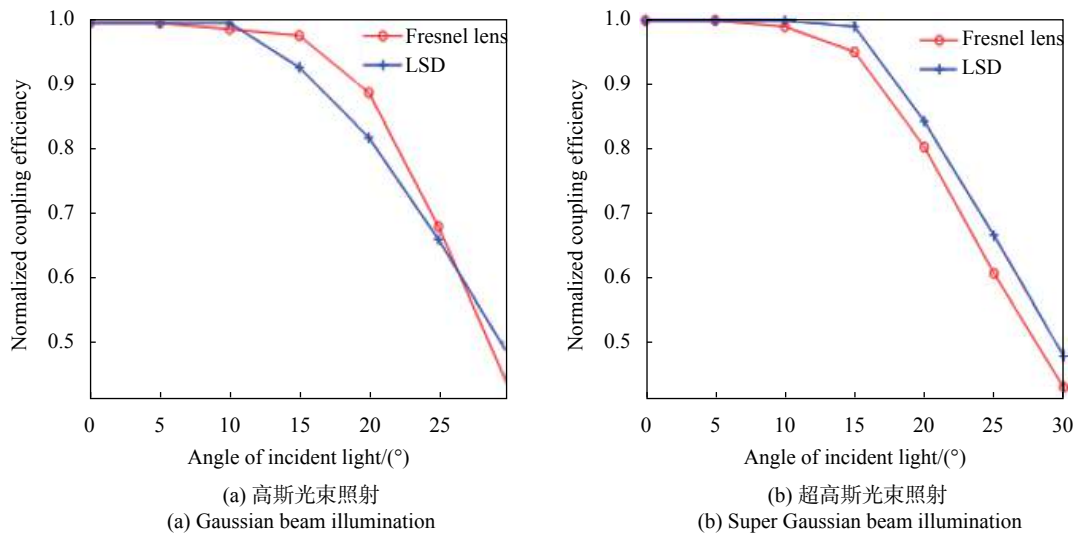 1.0
0.9
0.8
0.7
0.6
0.5
Normalized coupling efficiency
Fresnel lens
LSD
0 5 10 15 20 25
Angle of incident light/(°)
(a) 高斯光束照射
(a) Gaussian beam illumination
1.0
0.9
0.8
0.7
0.6
0.5
Normalized coupling efficiency
Fresnel lens
LSD
0 5 10 15 20 25 30
Angle of incident light/(°)
(b) 超高斯光束照射
(b) Super Gaussian beam illumination